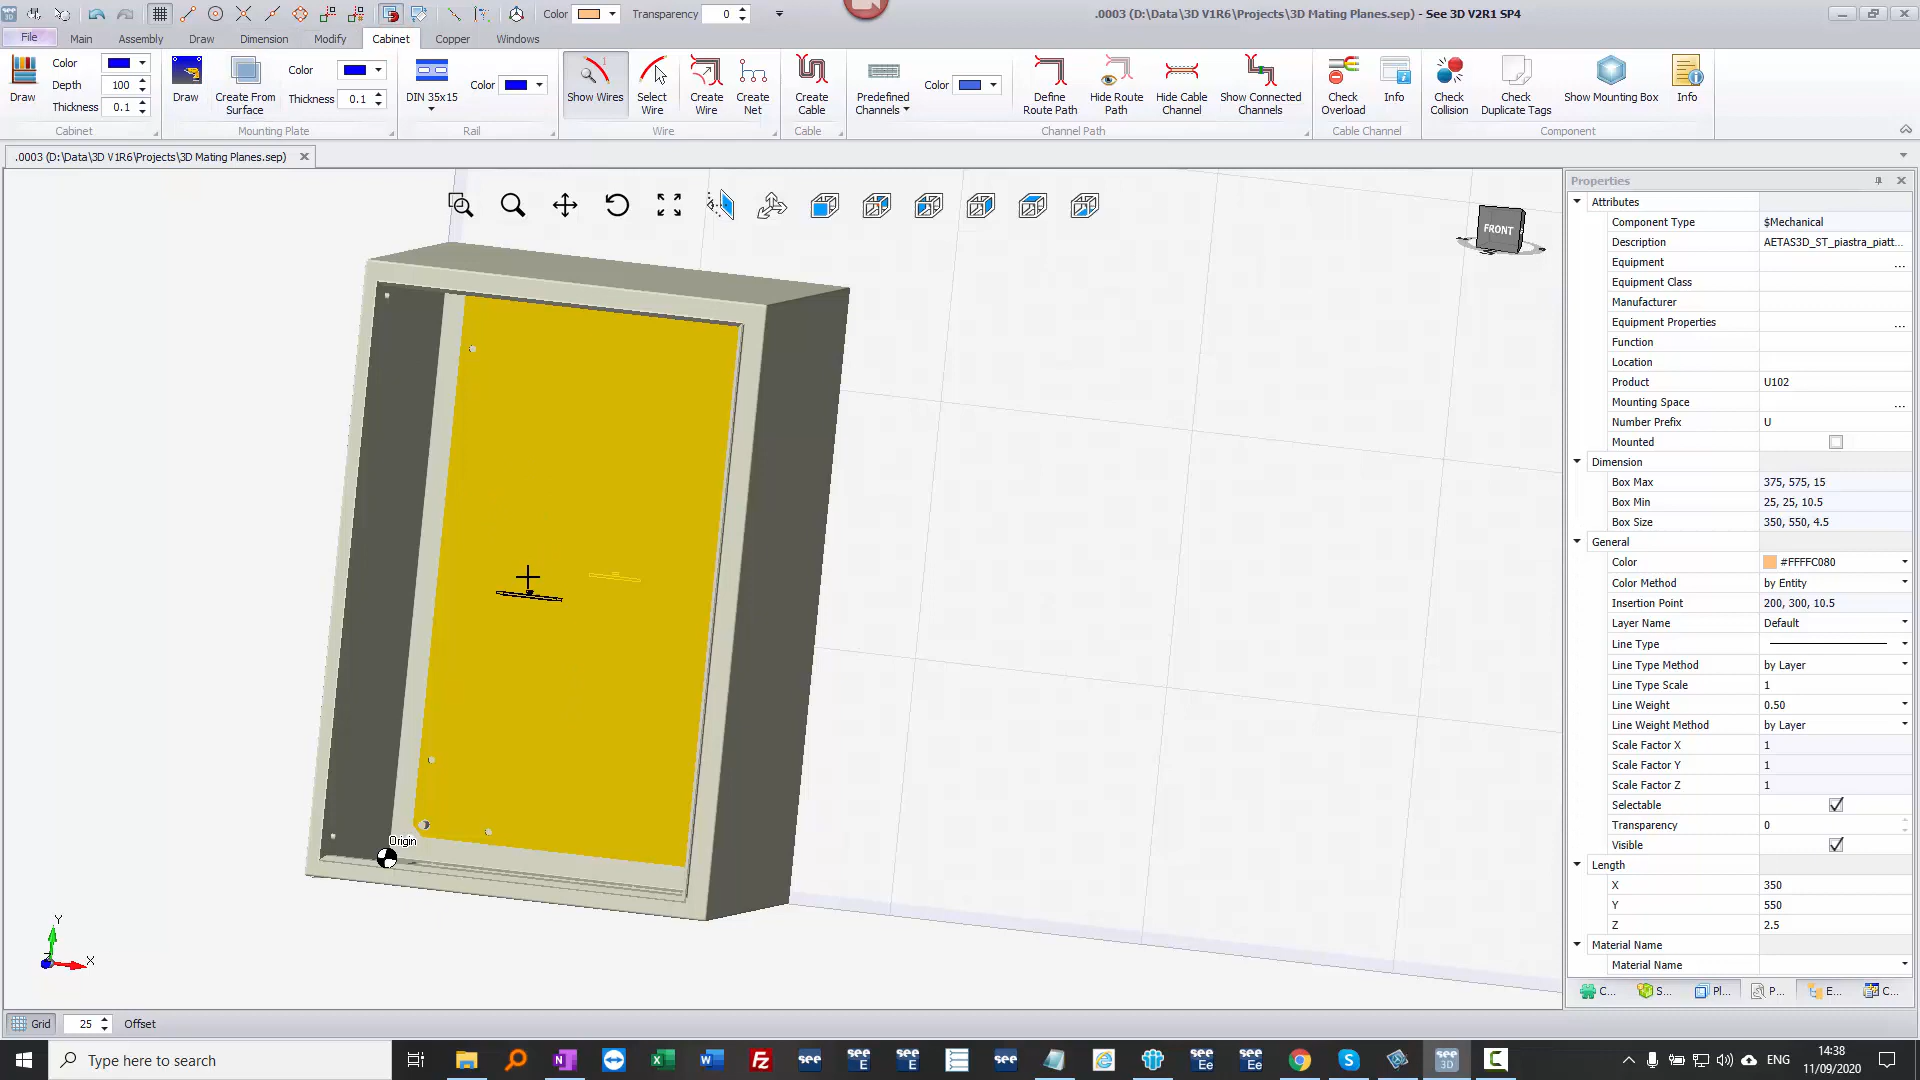 Color
Transparency 0
.0003 (D:\Data\3D V1R6\Projects\3D Mating Planes.sep) - See 3D V2R1 SP4
File Main Assembly Draw Dimension Modify Cabinet Copper Windows
Draw
Color
Depth 100
Thickness 0.1
Cabinet
Draw
Create From Surface
Color
Thickness 0.1
Mounting Plate
DIN 35x15
Color
Rail
Show Wires
Select Wire
Create Wire
Create Net
Wire
Create Cable
Cable
Predefined Channels
Color
Define Route Path
Hide Route Path
Hide Cable Channel
Show Connected Channels
Channel Path
Check Overload
Info
Cable Channel
Check Collision
Check Duplicate Tags
Show Mounting Box
Info
Component
.0003 (D:\Data\3D V1R6\Projects\3D Mating Planes.sep)
FRONT
Origin
Y
X
Z
Properties
Attributes
Component Type $Mechanical
Description AETAS3D_ST_piastra_piatt...
Equipment ...
Equipment Class
Manufacturer
Equipment Properties ...
Function
Location
Product U102
Mounting Space ...
Number Prefix U
Mounted
Dimension
Box Max 375, 575, 15
Box Min 25, 25, 10.5
Box Size 350, 550, 4.5
General
Color #FFFFC080
Color Method by Entity
Insertion Point 200, 300, 10.5
Layer Name Default
Line Type
Line Type Method by Layer
Line Type Scale 1
Line Weight 0.50
Line Weight Method by Layer
Scale Factor X 1
Scale Factor Y 1
Scale Factor Z 1
Selectable
Transparency 0
Visible
Length
X 350
Y 550
Z 2.5
Material Name
Material Name
C... S... Pl... P... E... C...
Grid 25 Offset
Type here to search
ENG
14:38
11/09/2020